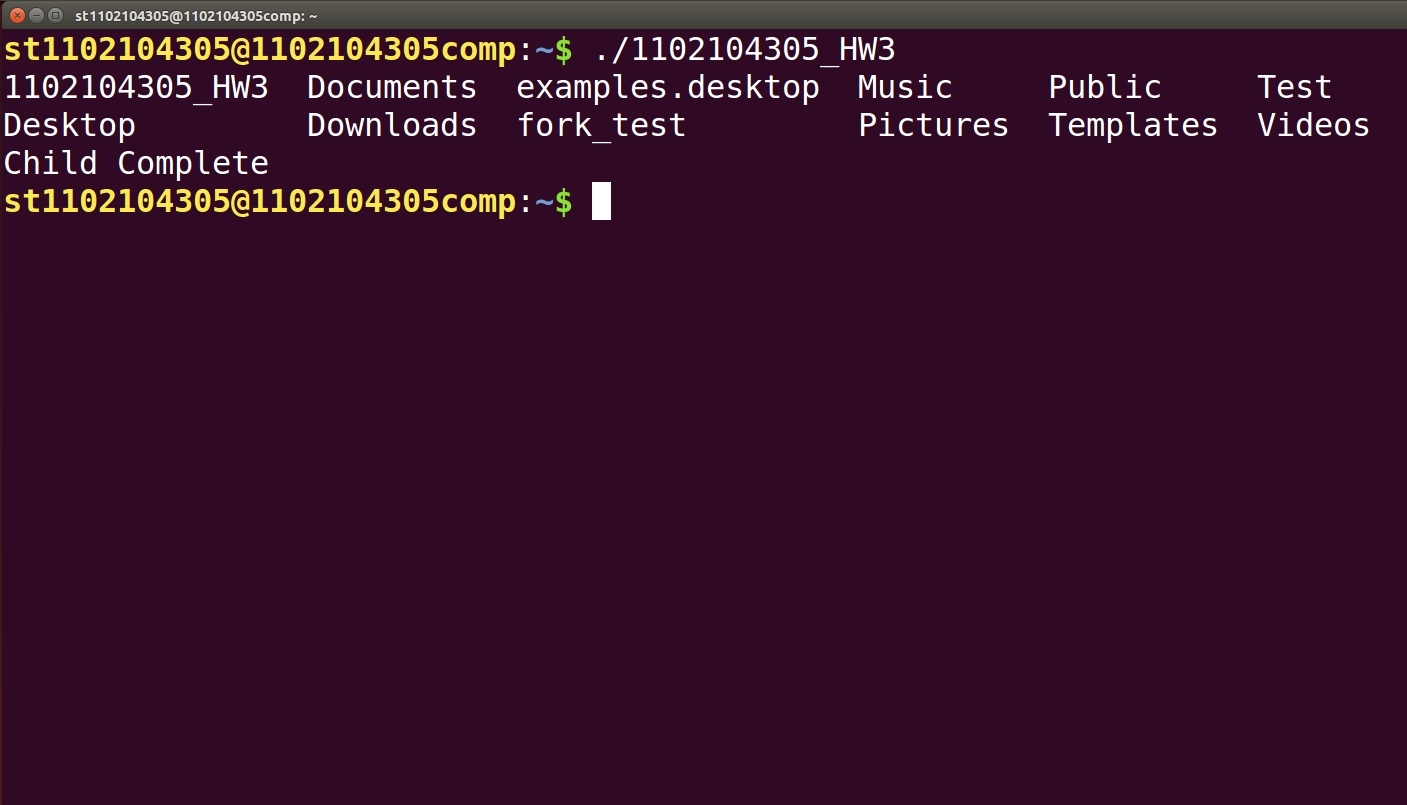 st1102104305@1102104305comp: ~
st1102104305@1102104305comp:~$ ./1102104305_HW3
1102104305_HW3  Documents  examples.desktop  Music     Public     Test
Desktop         Downloads  fork_test         Pictures  Templates  Videos
Child Complete
st1102104305@1102104305comp:~$